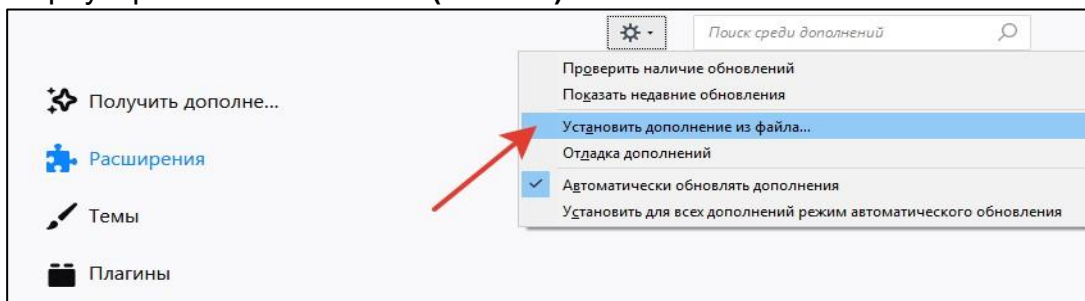 Поиск среди дополнений
Проверить наличие обновлений
Показать недавние обновления
Установить дополнение из файла...
Отладка дополнений
Автоматически обновлять дополнения
Установить для всех дополнений режим автоматического обновления
Получить дополне...
Расширения
Темы
Плагины